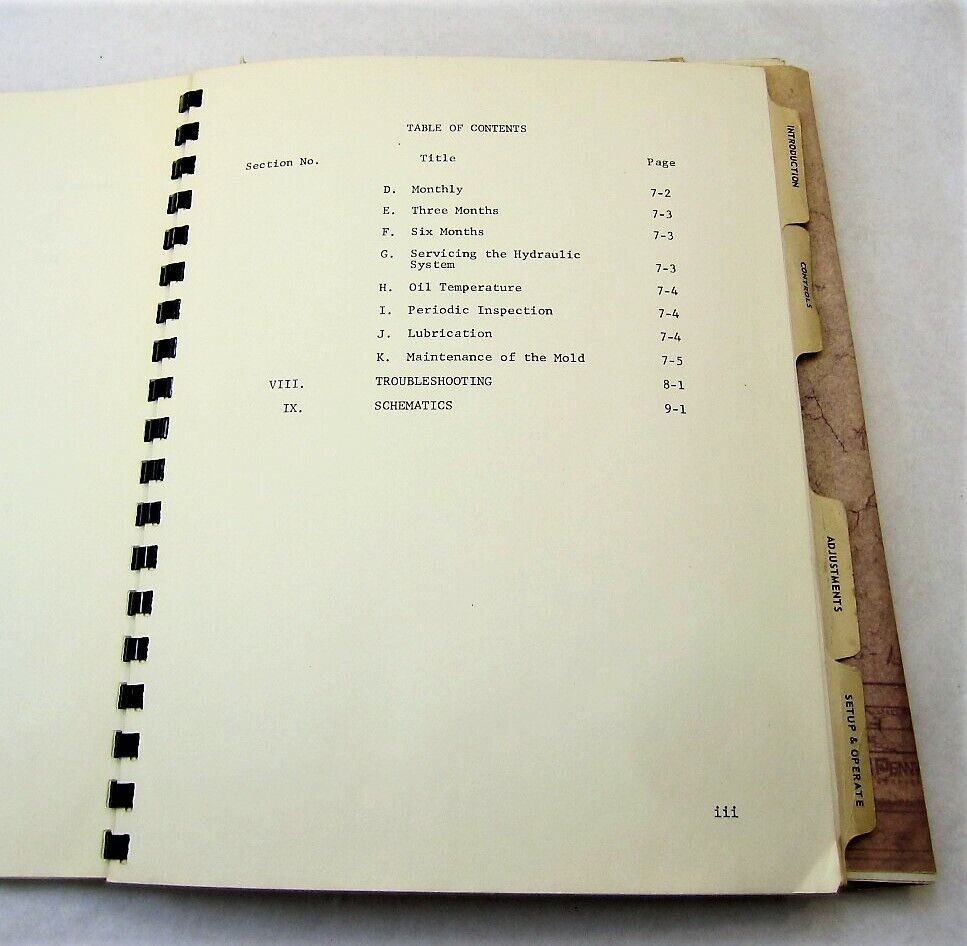 TABLE OF CONTENTS
Section No. Title Page
D. Monthly 7-2
E. Three Months 7-3
F. Six Months 7-3
G. Servicing the Hydraulic
System 7-3
H. Oil Temperature 7-4
I. Periodic Inspection 7-4
J. Lubrication 7-4
K. Maintenance of the Mold 7-5
VIII. TROUBLESHOOTING 8-1
IX. SCHEMATICS 9-1
iii
INTRODUCTION
CONTROLS
ADJUSTMENTS
SETUP & OPERATE